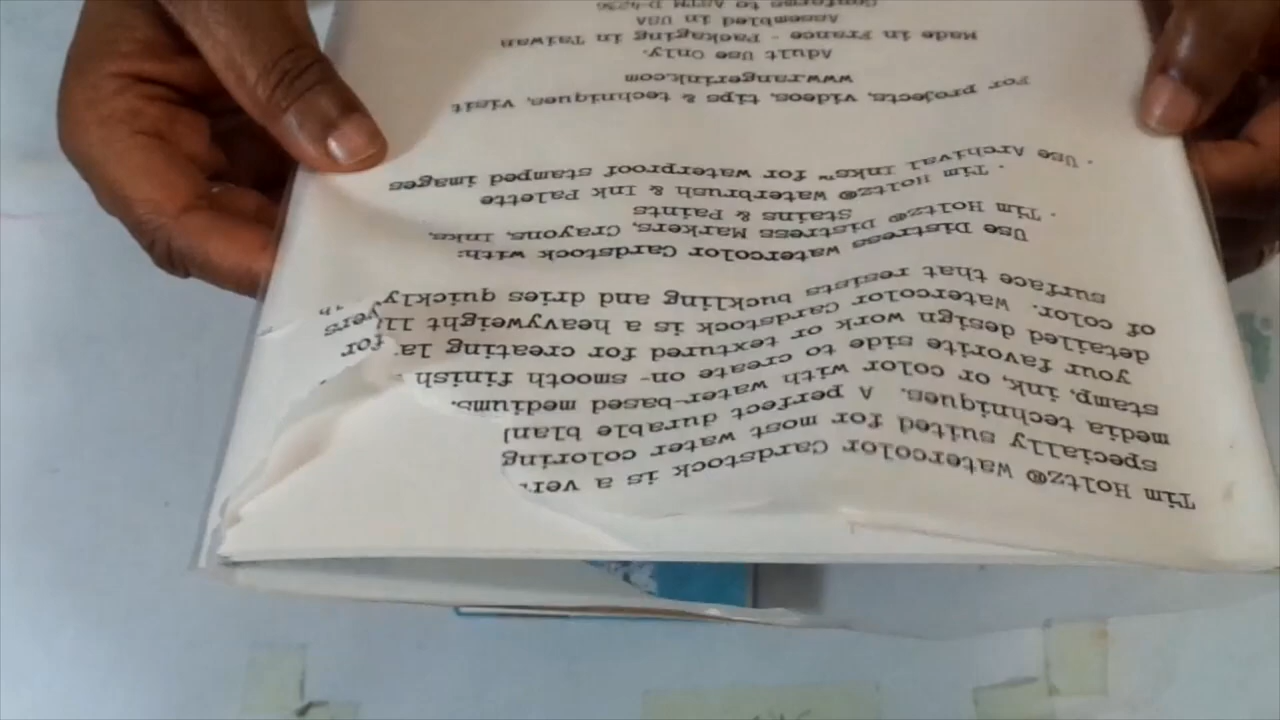 Tim Holtz® Watercolor Cardstock is a
specially suited for most water coloring
media techniques. A perfect durable
stamp, ink, or color with water-based mediums.
your favorite side to create on- smooth finish
detailed design work or textured for creating for
of color. Watercolor Cardstock is a heavyweight
surface that resists buckling and dries quickly
Use Distress Watercolor Cardstock with:
· Tim Holtz® Distress Markers, Crayons, Inks,
Stains & Paints
· Tim Holtz® Waterbrush & Ink Palette
· Use Archival Inks™ for waterproof stamped images
For projects, videos, tips & techniques, visit
www.rangerink.com
Adult Use Only.
Made in France - Packaging in Taiwan
Assembled in USA
Conforms to ASTM D-4236